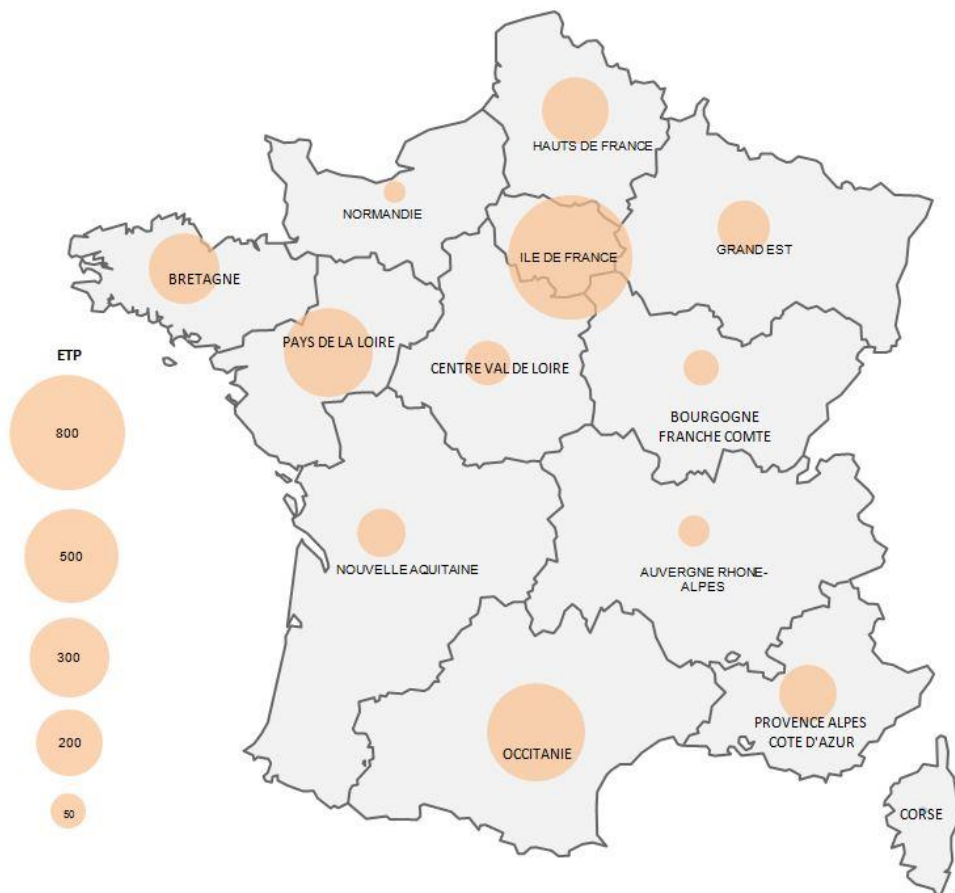 HAUTS DE FRANCE
NORMANDIE
GRAND EST
ILE DE FRANCE
BRETAGNE
PAYS DE LA LOIRE
CENTRE VAL DE LOIRE
BOURGOGNE
FRANCHE COMTE
NOUVELLE AQUITAINE
AUVERGNE RHONE-
ALPES
PROVENCE ALPES
COTE D'AZUR
OCCITANIE
CORSE
ETP
800
500
300
200
50